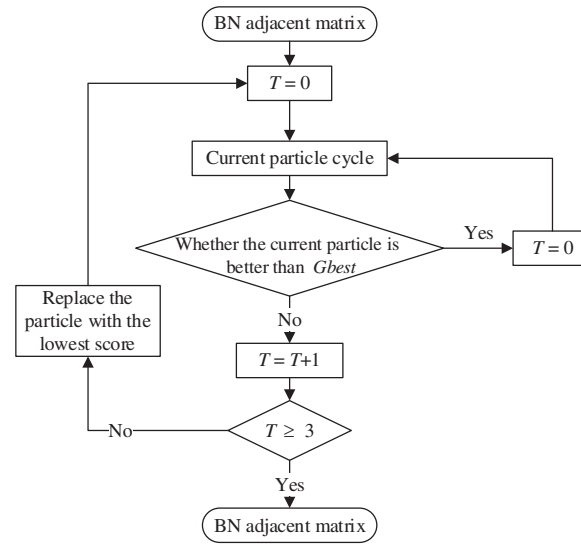 BN adjacent matrix
T = 0
Current particle cycle
Whether the current particle is
better than Gbest
Yes
T = 0
Replace the
particle with the
lowest score
No
T = T+1
T ≥ 3
No
Yes
BN adjacent matrix